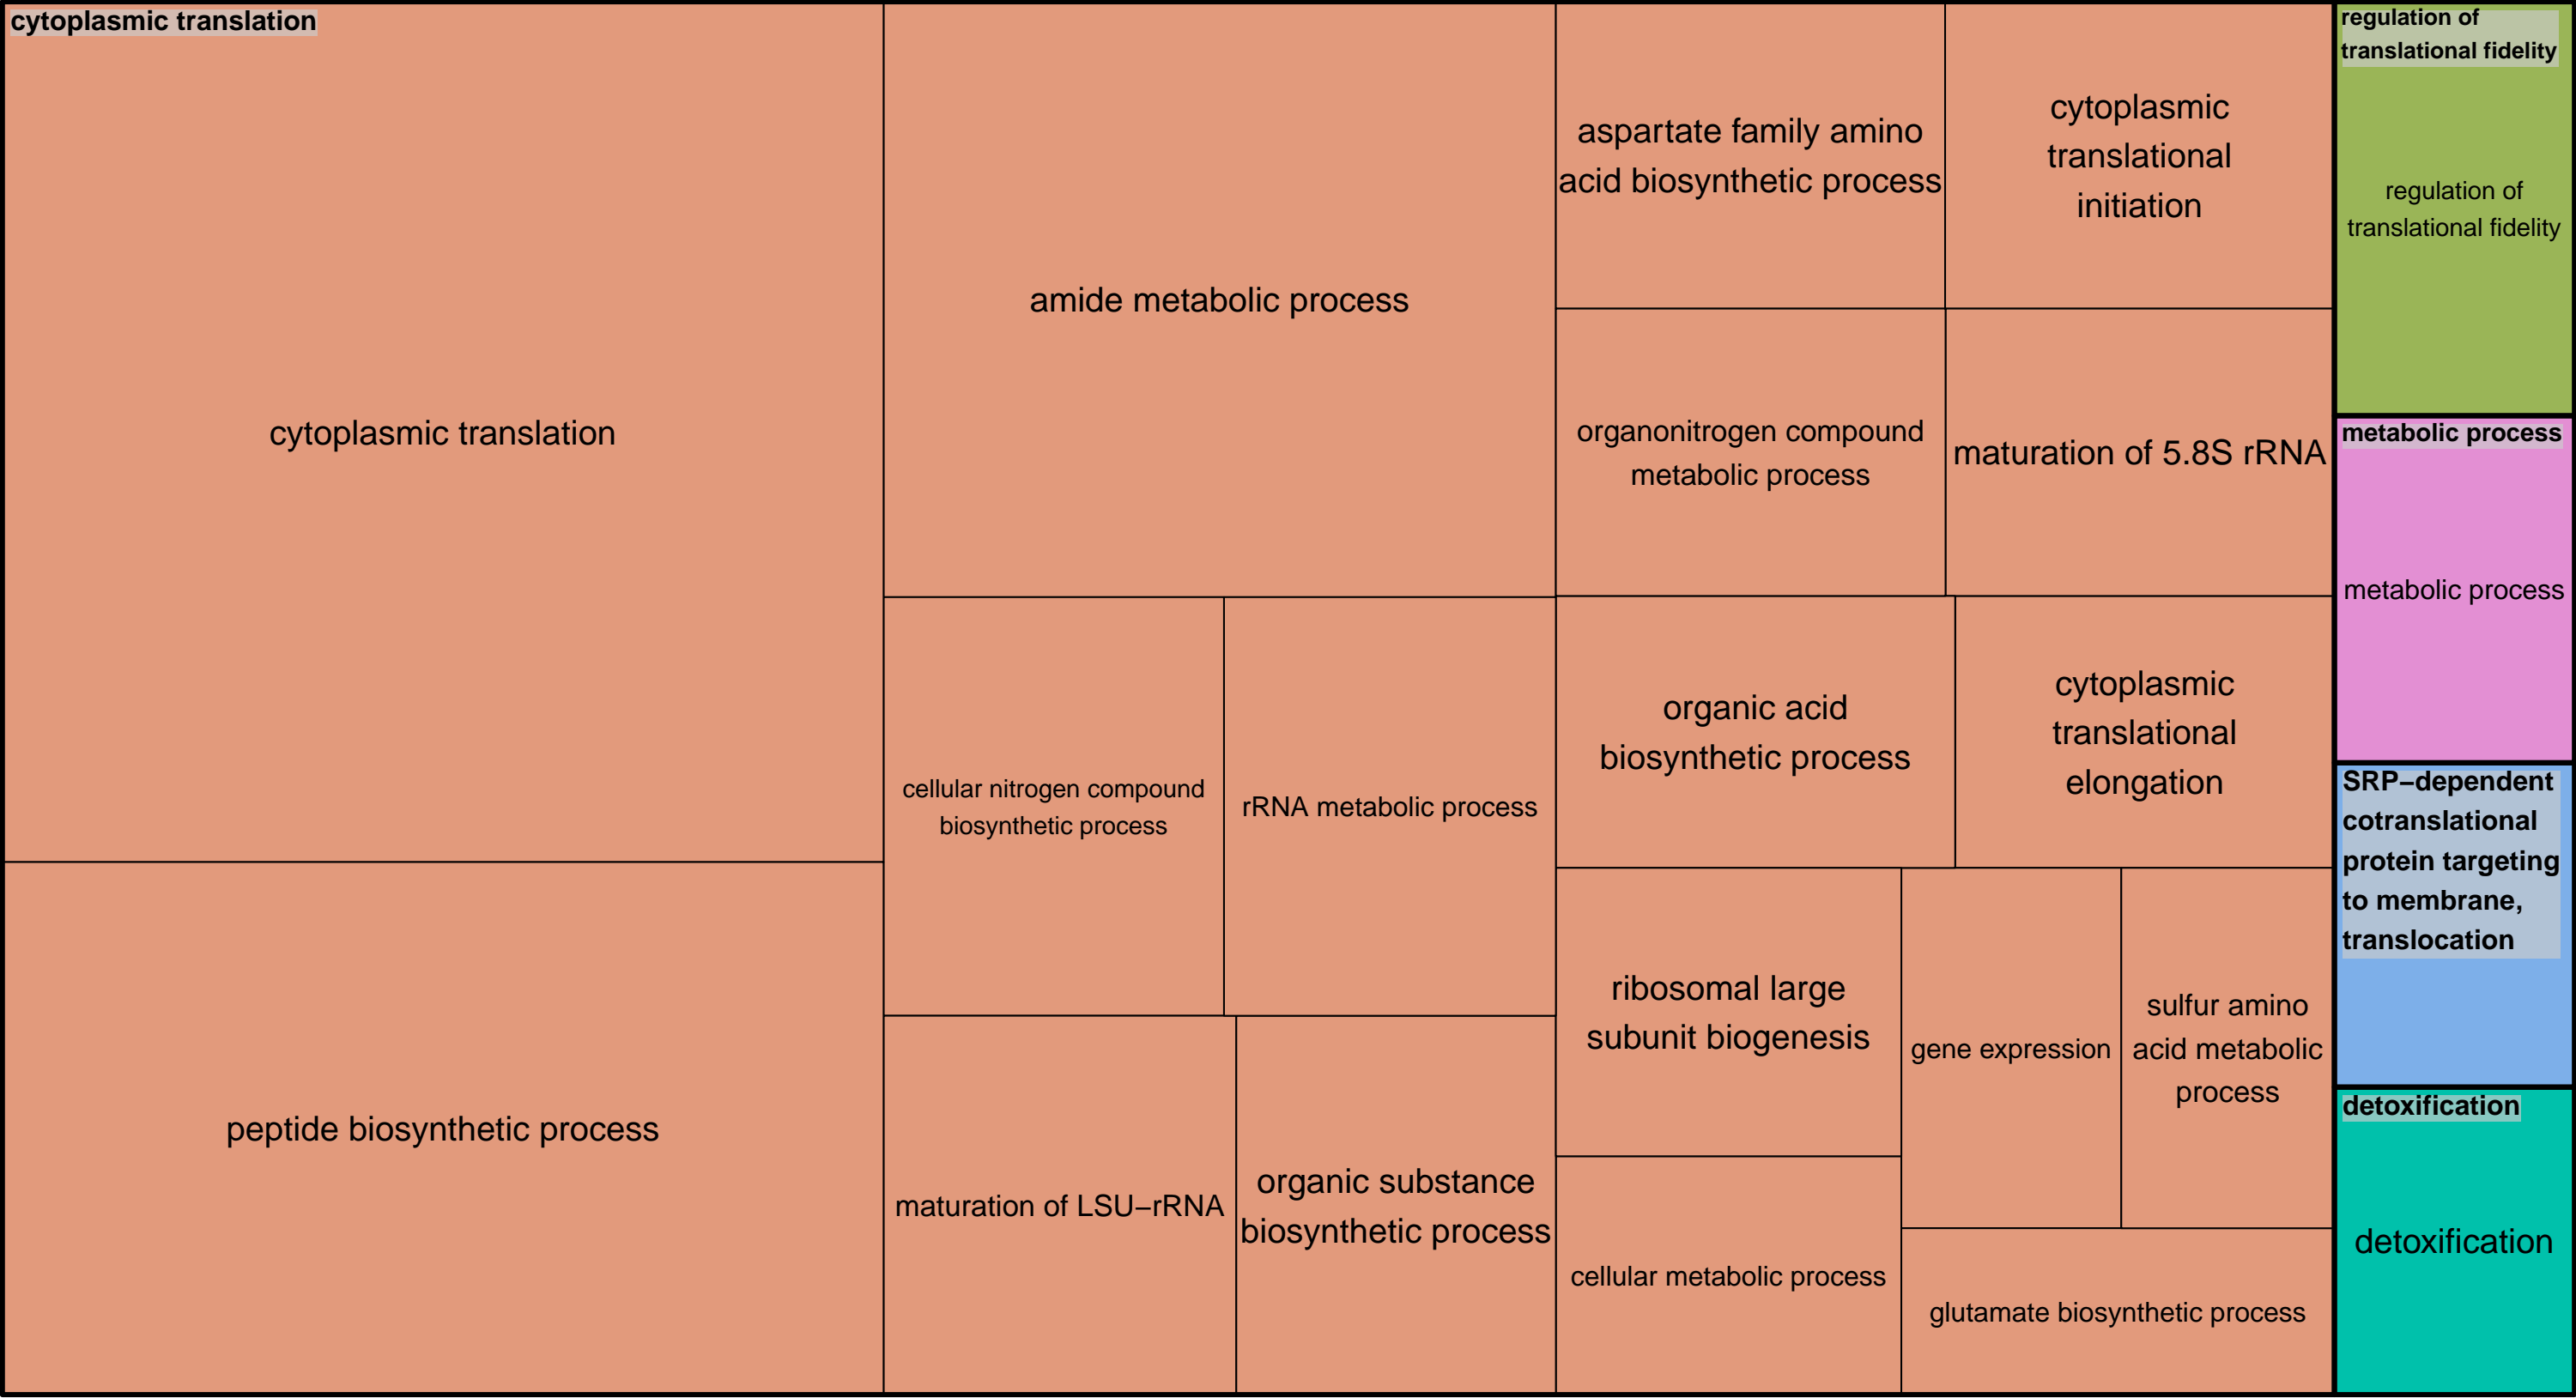 cytoplasmic translation
cytoplasmic translation
peptide biosynthetic process
amide metabolic process
cellular nitrogen compound
biosynthetic process
rRNA metabolic process
maturation of LSU−rRNA
organic substance
biosynthetic process
aspartate family amino
acid biosynthetic process
cytoplasmic
translational
initiation
organonitrogen compound
metabolic process
maturation of 5.8S rRNA
organic acid
biosynthetic process
cytoplasmic
translational
elongation
ribosomal large
subunit biogenesis
gene expression
sulfur amino
acid metabolic
process
cellular metabolic process
glutamate biosynthetic process
regulation of
translational fidelity
regulation of
translational fidelity
metabolic process
metabolic process
SRP−dependent
cotranslational
protein targeting
to membrane,
translocation
detoxification
detoxification